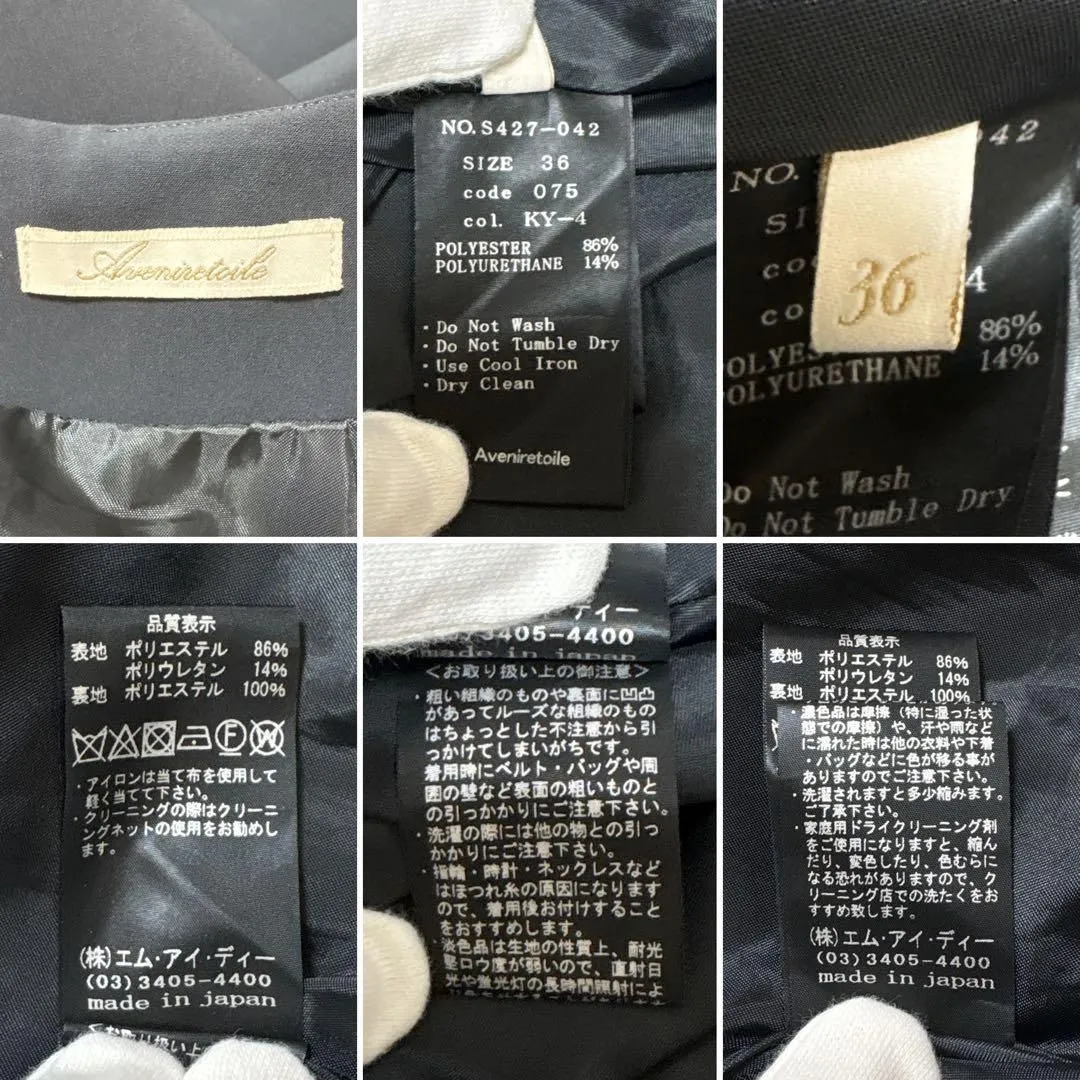 Aveniretoile
NO.S427-042
SIZE 36
code 075
col. KY-4
POLYESTER 86%
POLYURETHANE 14%
・Do Not Wash
・Do Not Tumble Dry
・Use Cool Iron
・Dry Clean
Aveniretoile
042
NO.
SI
co
36
4
co
86%
POLYES
14%
POLYURETHANE
Do Not Wash
Do Not Tumble Dry
品質表示
表地 ポリエステル 86%
ポリウレタン 14%
裏地 ポリエステル 100%
・アイロンは当て布を使用して
軽く当てて下さい。
・クリーニングの際はクリーニ
ングネットの使用をお勧めし
ます。
(株)エム・アイ・ディー
(03)3405-4400
made in japan
<お取り扱い上
ディー
3405-4400
made in japan
<お取り扱い上の御注意>
・粗い組織のものや裏面に凹凸
があってルーズな組織のもの
はちょっとした不注意から引っ
かけてしまいがちです。
着用時にベルト・バッグや周
囲の壁など表面の粗いものと
の引っかかりにご注意下さい。
・洗濯の際には他の物との引っ
かかりにご注意下さい。
・指輪・時計・ネックレスなど
はほつれ糸の原因になります
ので、着用後お付けすること
をおすすめします。
・淡色品は生地の性質上、耐光
堅ロウ度が弱いので、直射日
光や蛍光灯の長時間照射によ
品質表示
表地 ポリエステル 86%
ポリウレタン 14%
裏地 ポリエステル 100%
・濃色品は摩擦（特に湿った状
態での摩擦）や、汗や雨など
に濡れた時は他の衣料や下着
・バッグなどに色が移る事が
ありますのでご注意下さい。
・洗濯されますと多少縮みます。
ご了承下さい。
・家庭用ドライクリーニング剤
をご使用になりますと、縮ん
だり、変色したり、色むらに
なる恐れがありますので、ク
リーニング店での洗たくをお
すすめ致します。
(株)エム・アイ・ディー
(03)3405-4400
made in japan